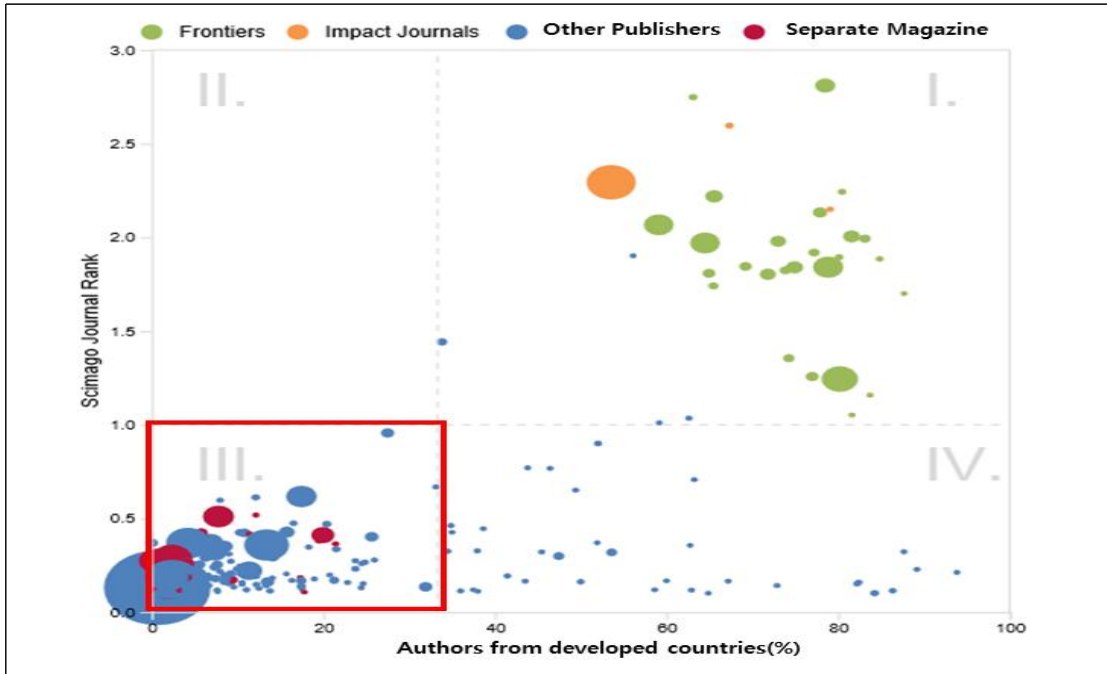 Frontiers Impact Journals Other Publishers Separate Magazine
3.0
II. I.
2.5
2.0
Scimago Journal Rank
1.5
1.0
III. IV.
0.5
0.0
0 20 40 60 80 100
Authors from developed countries(%)